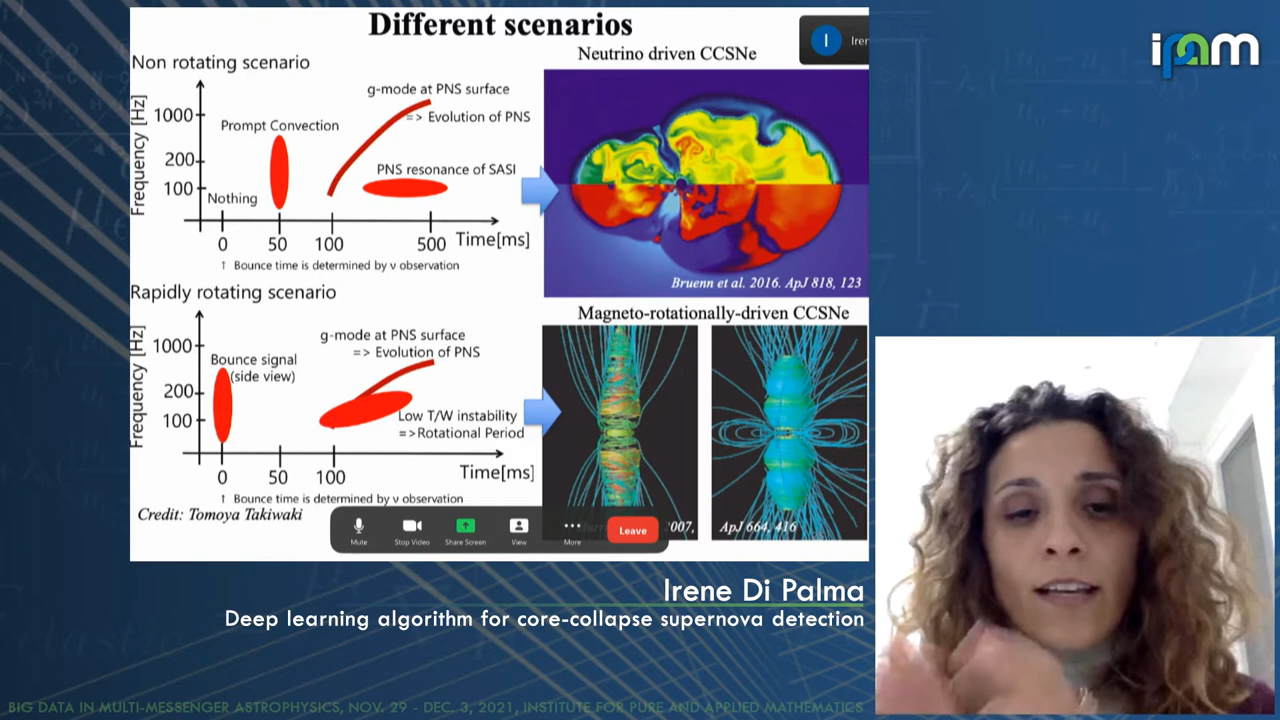 Different scenarios
ipam
I
Iren
Non rotating scenario
Frequency [Hz]
1000
200
100
Prompt Convection
Nothing
g-mode at PNS surface
=> Evolution of PNS
PNS resonance of SASI
0
50
100
500
Time[ms]
↑ Bounce time is determined by ν observation
Neutrino driven CCSNe
Bruenn et al. 2016. ApJ 818, 123
Rapidly rotating scenario
Frequency [Hz]
1000
200
100
Bounce signal
(side view)
g-mode at PNS surface
=> Evolution of PNS
Low T/W instability
=>Rotational Period
0
50
100
Time[ms]
↑ Bounce time is determined by ν observation
Credit: Tomoya Takiwaki
Magneto-rotationally-driven CCSNe
007,
ApJ 664, 416
Mute
Stop Video
Share Screen
View
More
Leave
Irene Di Palma
Deep learning algorithm for core-collapse supernova detection
BIG DATA IN MULTI-MESSENGER ASTROPHYSICS, NOV. 29 - DEC. 3, 2021, INSTITUTE FOR PURE AND APPLIED MATHEMATICS